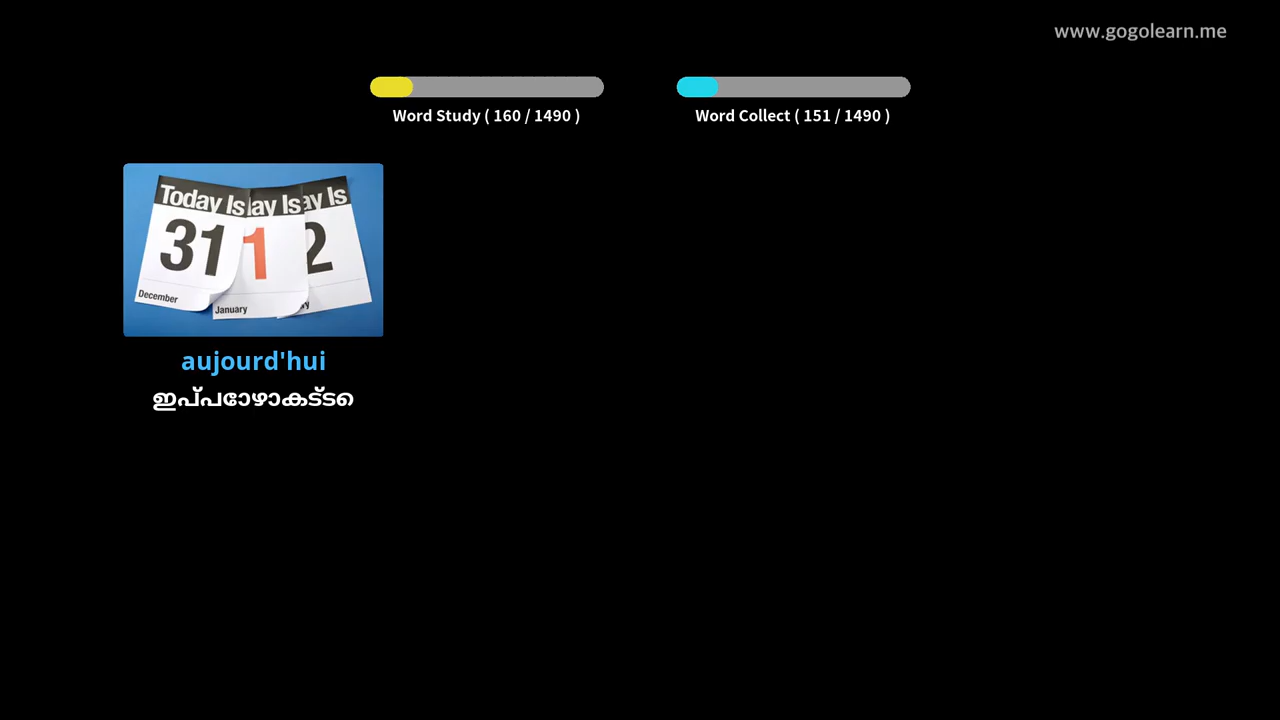 www.gogolearn.me
Word Study ( 160 / 1490 )
Word Collect ( 151 / 1490 )
Today Is
ay Is
ay Is
31
1
2
December
January
ry
aujourd'hui
ഇപ്പോഴാകട്ടെ